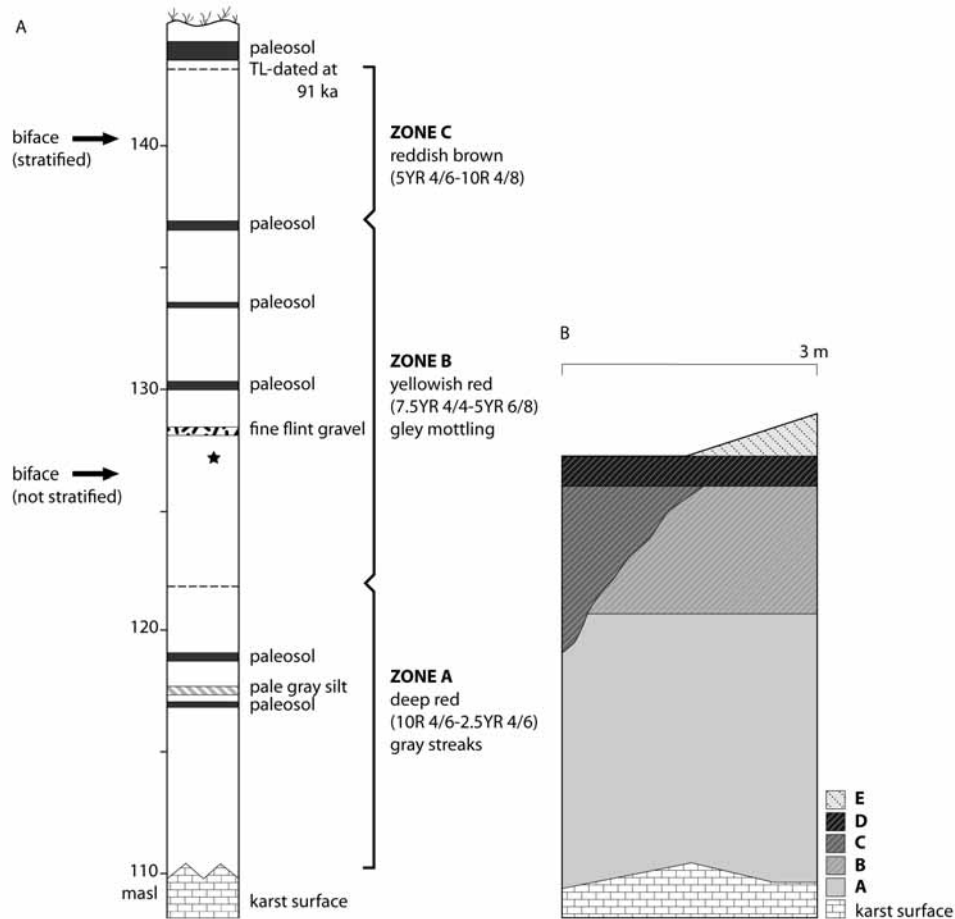 A
paleosol
TL-dated at
91 ka
biface
(stratified)
140
ZONE C
reddish brown
(5YR 4/6-10R 4/8)
paleosol
paleosol
B
3 m
ZONE B
yellowish red
(7.5YR 4/4-5YR 6/8)
gley mottling
130
paleosol
fine flint gravel
biface
(not stratified)
120
paleosol
pale gray silt
paleosol
ZONE A
deep red
(10R 4/6-2.5YR 4/6)
gray streaks
110
masl
karst surface
E
D
C
B
A
karst surface